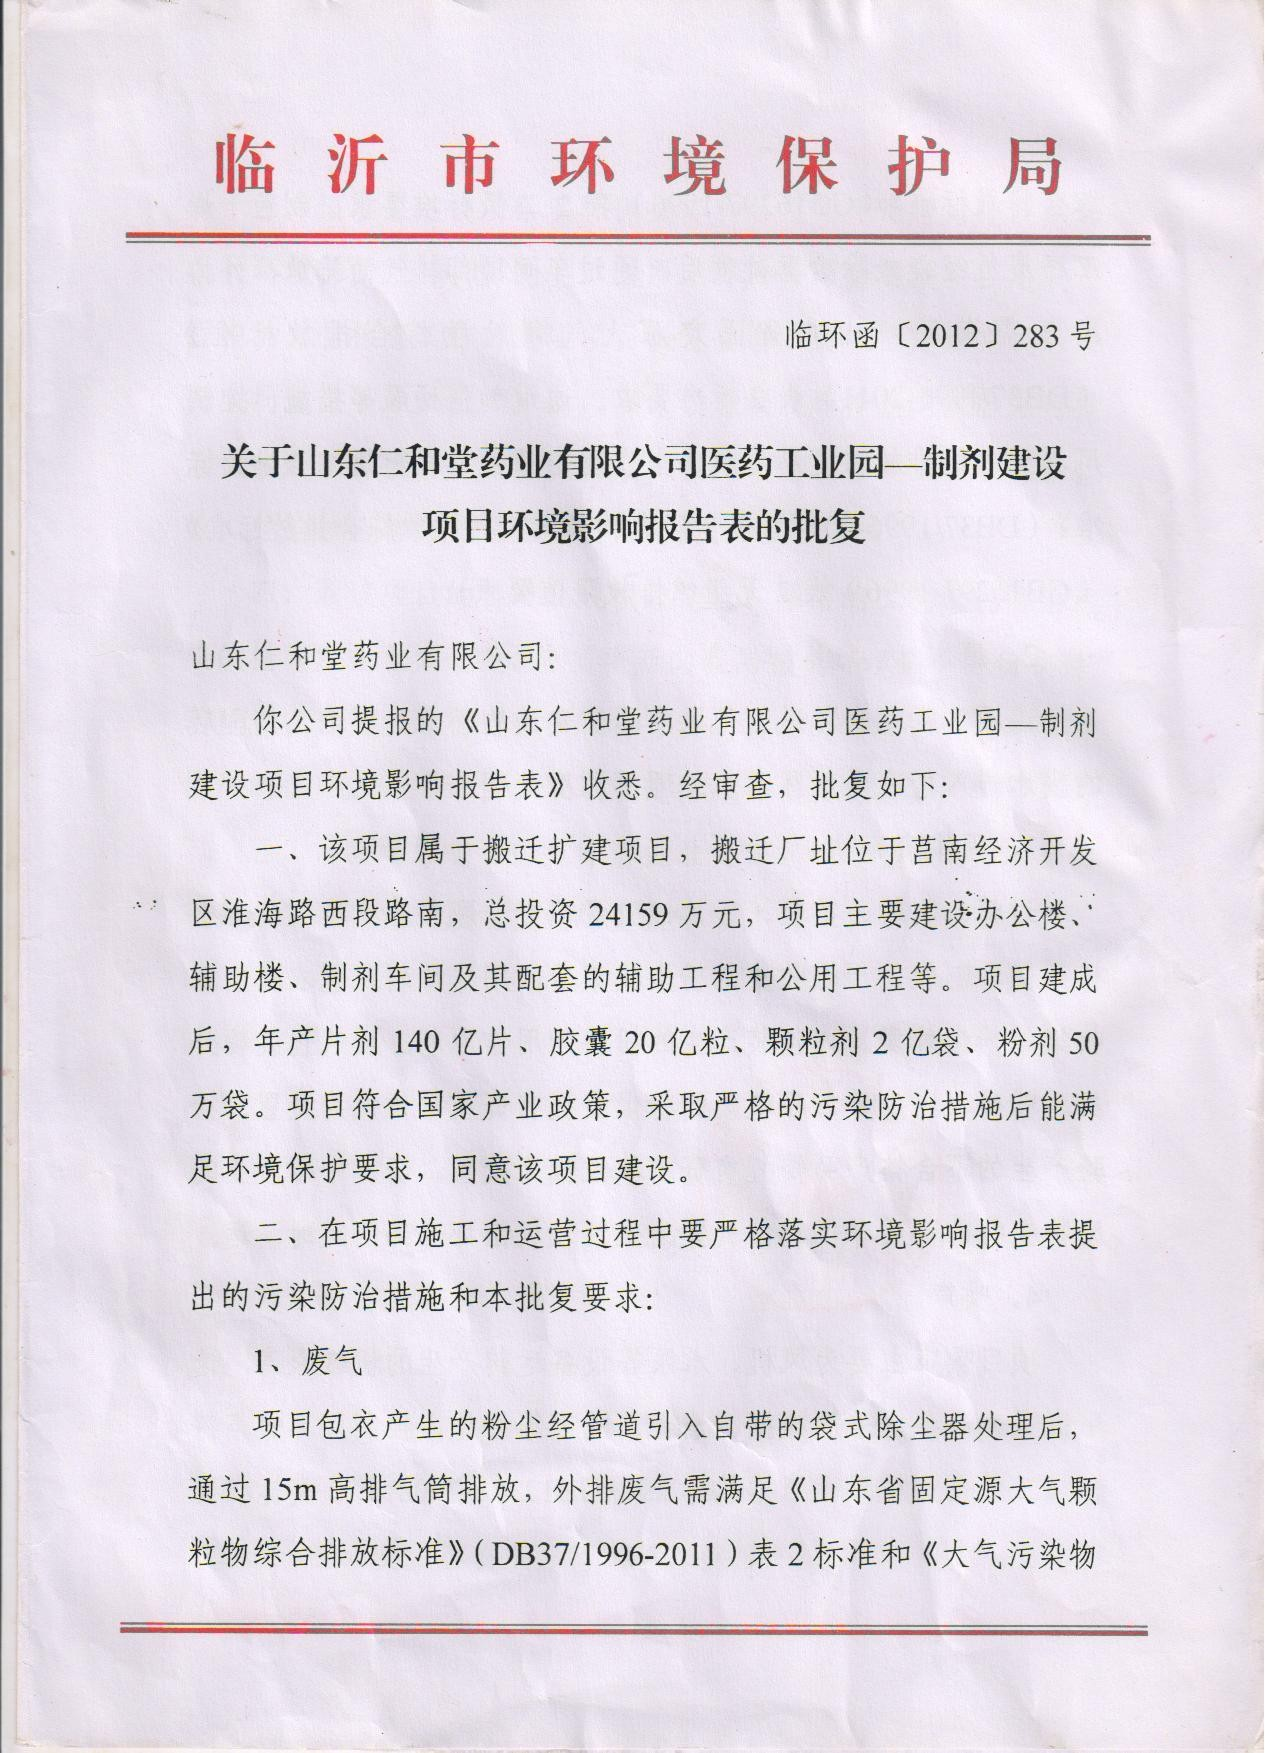 临沂市环境保护局
临环函〔2012〕283号
关于山东仁和堂药业有限公司医药工业园—制剂建设
项目环境影响报告表的批复
山东仁和堂药业有限公司：
你公司提报的《山东仁和堂药业有限公司医药工业园—制剂
建设项目环境影响报告表》收悉。经审查，批复如下：
一、该项目属于搬迁扩建项目，搬迁厂址位于莒南经济开发
区淮海路西段路南，总投资 24159 万元，项目主要建设办公楼、
辅助楼、制剂车间及其配套的辅助工程和公用工程等。项目建成
后，年产片剂 140 亿片、胶囊 20 亿粒、颗粒剂 2 亿袋、粉剂 50
万袋。项目符合国家产业政策，采取严格的污染防治措施后能满
足环境保护要求，同意该项目建设。
二、在项目施工和运营过程中要严格落实环境影响报告表提
出的污染防治措施和本批复要求：
1、废气
项目包衣产生的粉尘经管道引入自带的袋式除尘器处理后，
通过 15m 高排气筒排放，外排废气需满足《山东省固定源大气颗
粒物综合排放标准》（DB37/1996-2011）表 2 标准和《大气污染物